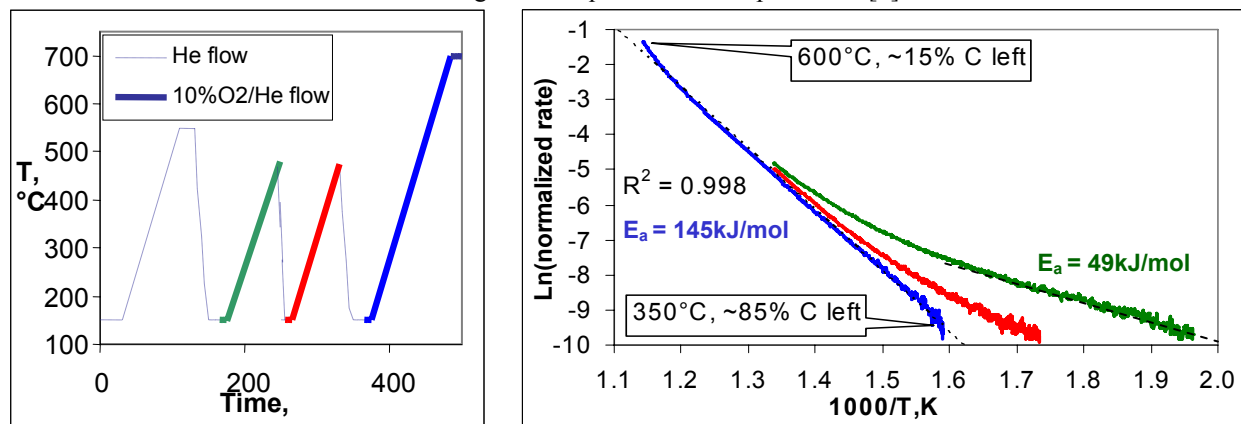 He flow
10%O2/He flow
T,
°C
700
600
500
400
300
200
100
0
200
400
Time,
-1
-2
-3
-4
-5
-6
-7
-8
-9
-10
Ln(normalized rate)
600°C, ~15% C left
R² = 0.998
Ea = 145kJ/mol
Ea = 49kJ/mol
350°C, ~85% C left
1.1
1.2
1.3
1.4
1.5
1.6
1.7
1.8
1.9
2.0
1000/T,K